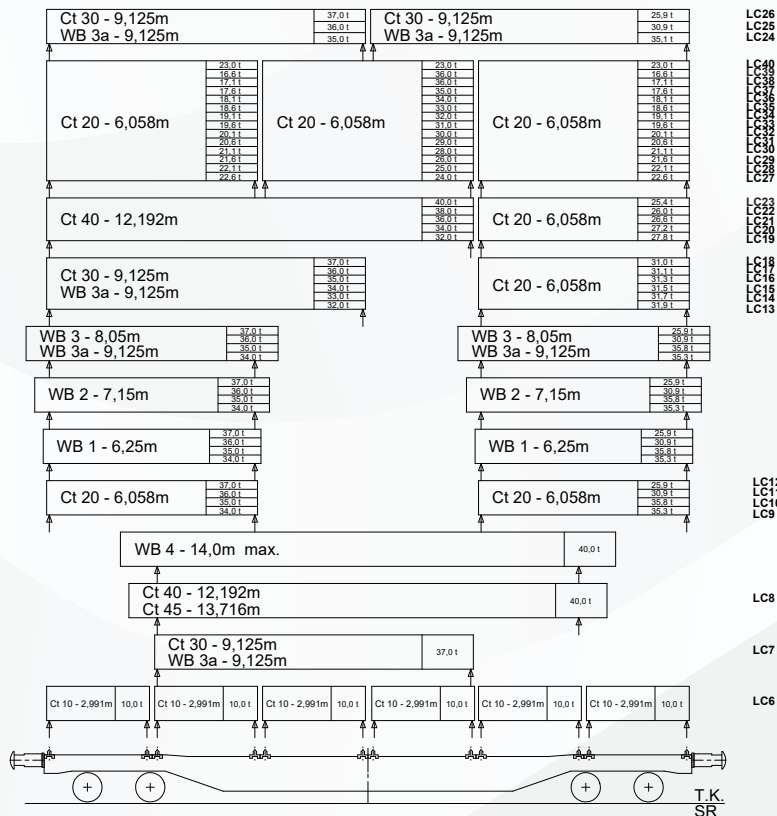 Ct 30 - 9,125m
WB 3a - 9,125m
37,0 t
36,0 t
35,0 t
Ct 30 - 9,125m
WB 3a - 9,125m
25,9 t
30,9 t
35,1 t
LC26
LC25
LC24
Ct 20 - 6,058m
23,0 t
16,6 t
17,1 t
17,6 t
18,1 t
18,6 t
19,1 t
19,6 t
20,1 t
20,6 t
21,1 t
21,6 t
22,1 t
22,6 t
Ct 20 - 6,058m
23,0 t
36,0 t
36,0 t
35,0 t
34,0 t
33,0 t
32,0 t
31,0 t
30,0 t
29,0 t
28,0 t
26,0 t
25,0 t
24,0 t
Ct 20 - 6,058m
23,0 t
16,6 t
17,1 t
17,6 t
18,1 t
18,6 t
19,1 t
19,6 t
20,1 t
20,6 t
21,1 t
21,6 t
22,1 t
22,6 t
LC40
LC39
LC38
LC37
LC36
LC35
LC34
LC33
LC32
LC31
LC30
LC29
LC28
LC27
Ct 40 - 12,192m
40,0 t
38,0 t
36,0 t
34,0 t
32,0 t
Ct 20 - 6,058m
25,4 t
26,0 t
26,6 t
27,2 t
27,8 t
LC23
LC22
LC21
LC20
LC19
Ct 30 - 9,125m
WB 3a - 9,125m
37,0 t
36,0 t
35,0 t
34,0 t
33,0 t
32,0 t
Ct 20 - 6,058m
31,0 t
31,1 t
31,3 t
31,5 t
31,7 t
31,9 t
LC18
LC17
LC16
LC15
LC14
LC13
WB 3 - 8,05m
WB 3a - 9,125m
37,0 t
36,0 t
35,0 t
34,0 t
WB 3 - 8,05m
WB 3a - 9,125m
25,9 t
30,9 t
35,8 t
35,3 t
WB 2 - 7,15m
37,0 t
36,0 t
35,0 t
34,0 t
WB 2 - 7,15m
25,9 t
30,9 t
35,8 t
35,3 t
WB 1 - 6,25m
37,0 t
36,0 t
35,0 t
34,0 t
WB 1 - 6,25m
25,9 t
30,9 t
35,8 t
35,3 t
Ct 20 - 6,058m
37,0 t
36,0 t
35,0 t
34,0 t
Ct 20 - 6,058m
25,9 t
30,9 t
35,8 t
35,3 t
LC12
LC11
LC10
LC9
WB 4 - 14,0m max.
40,0 t
Ct 40 - 12,192m
Ct 45 - 13,716m
40,0 t
LC8
Ct 30 - 9,125m
WB 3a - 9,125m
37,0 t
LC7
Ct 10 - 2,991m 10,0 t
Ct 10 - 2,991m 10,0 t
Ct 10 - 2,991m 10,0 t
Ct 10 - 2,991m 10,0 t
Ct 10 - 2,991m 10,0 t
Ct 10 - 2,991m 10,0 t
LC6
T.K.
SR